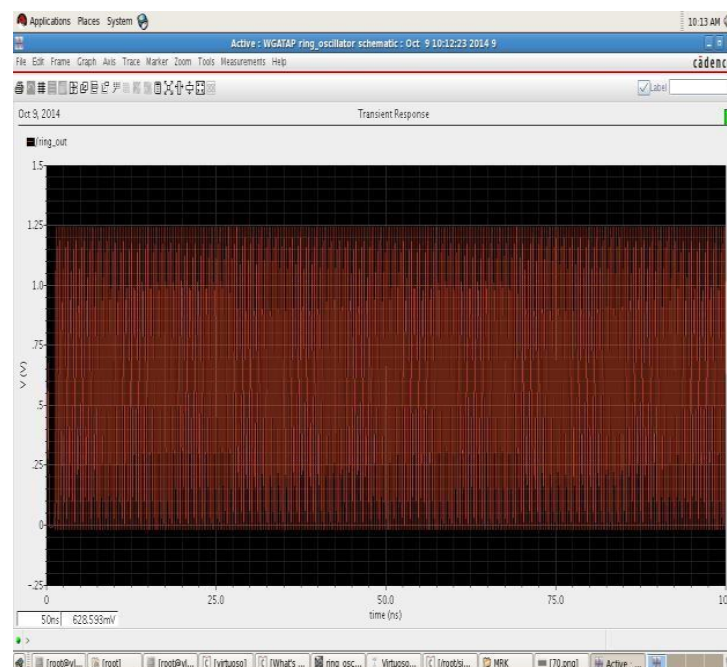 Applications Places System
10:13 AM
Active : WGATAP ring_oscillator schematic : Oct 9 10:12:23 2014 9
File Edit Frame Graph Axis Trace Marker Zoom Tools Measurements Help
cādenc
Label
Oct 9, 2014
Transient Response
/ring_out
1.5
1.25
1.0
.75
.5
.25
0
-.25
V (V)
0
25.0
50.0
75.0
10
time (ns)
50ns
628.593mV
>
[root@vl...
[root]
[root@vl...
[virtuoso]
[What's ...
ring_osc...
Virtuoso...
[/root/si...
MRK
[70.png]
Active : ...